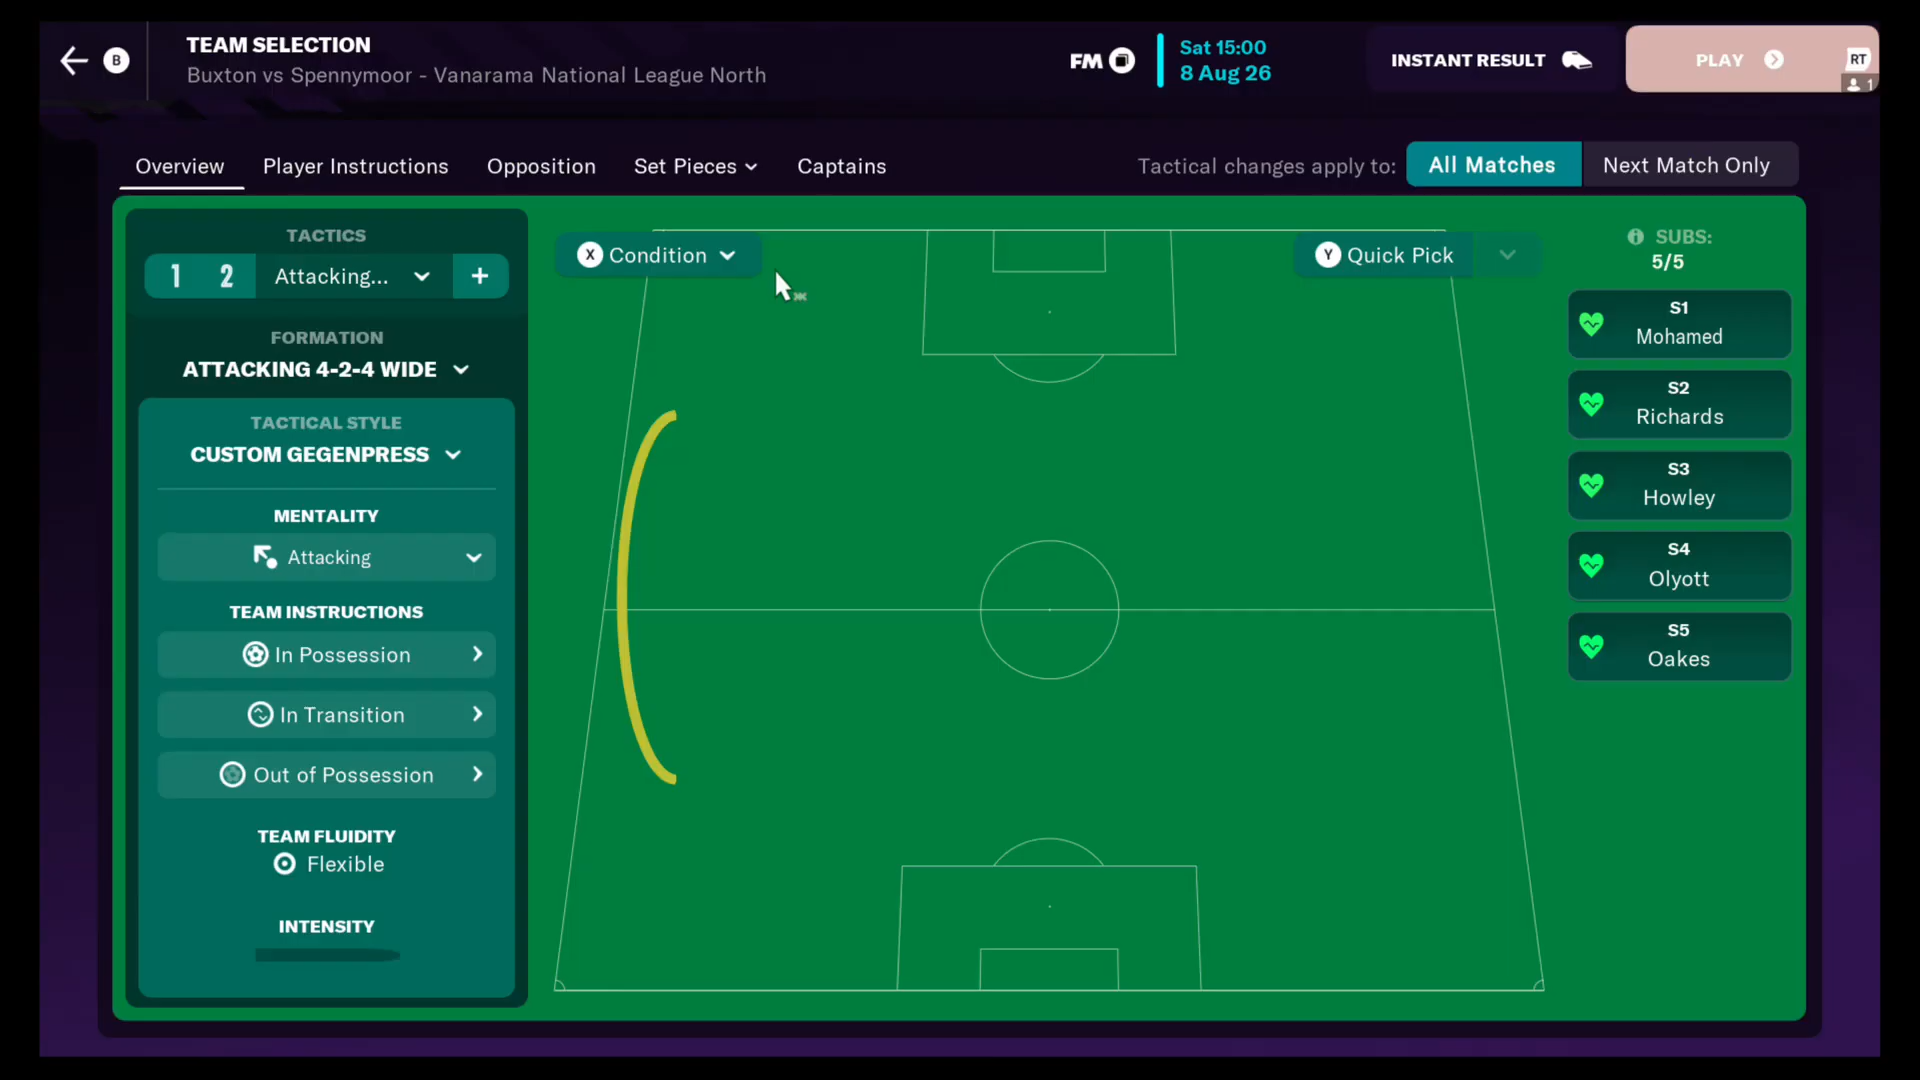 B
TEAM SELECTION
Buxton vs Spennymoor - Vanarama National League North
FM
Sat 15:00
8 Aug 26
INSTANT RESULT
PLAY
RT
1
Overview
Player Instructions
Opposition
Set Pieces
Captains
Tactical changes apply to:
All Matches
Next Match Only
TACTICS
1 2 Attacking... +
FORMATION
ATTACKING 4-2-4 WIDE
TACTICAL STYLE
CUSTOM GEGENPRESS
MENTALITY
Attacking
TEAM INSTRUCTIONS
In Possession
In Transition
Out of Possession
TEAM FLUIDITY
Flexible
INTENSITY
X Condition
Y Quick Pick
SUBS:
5/5
S1
Mohamed
S2
Richards
S3
Howley
S4
Olyott
S5
Oakes